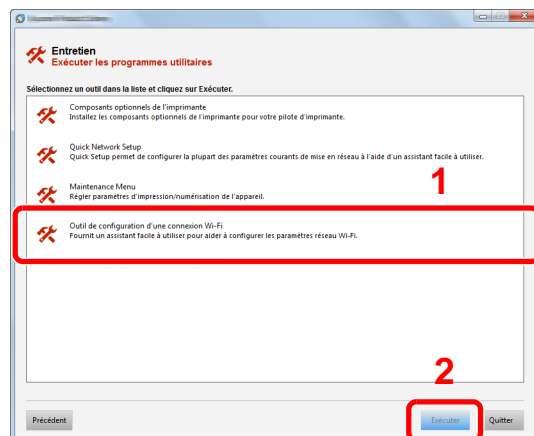 Entretien
Exécuter les programmes utilitaires
Sélectionnez un outil dans la liste et cliquez sur Exécuter.
Composants optionnels de l'imprimante
Installez les composants optionnels de l'imprimante pour votre pilote d'imprimante.
Quick Network Setup
Quick Setup permet de configurer la plupart des paramètres courants de mise en réseau à l'aide d'un assistant facile à utiliser.
1
Maintenance Menu
Régler paramètres d'impression/numérisation de l'appareil.
Outil de configuration d'une connexion Wi-Fi
Fournit un assistant facile à utiliser pour aider à configurer les paramètres réseau Wi-Fi.
2
Précédent
Exécuter
Quitter